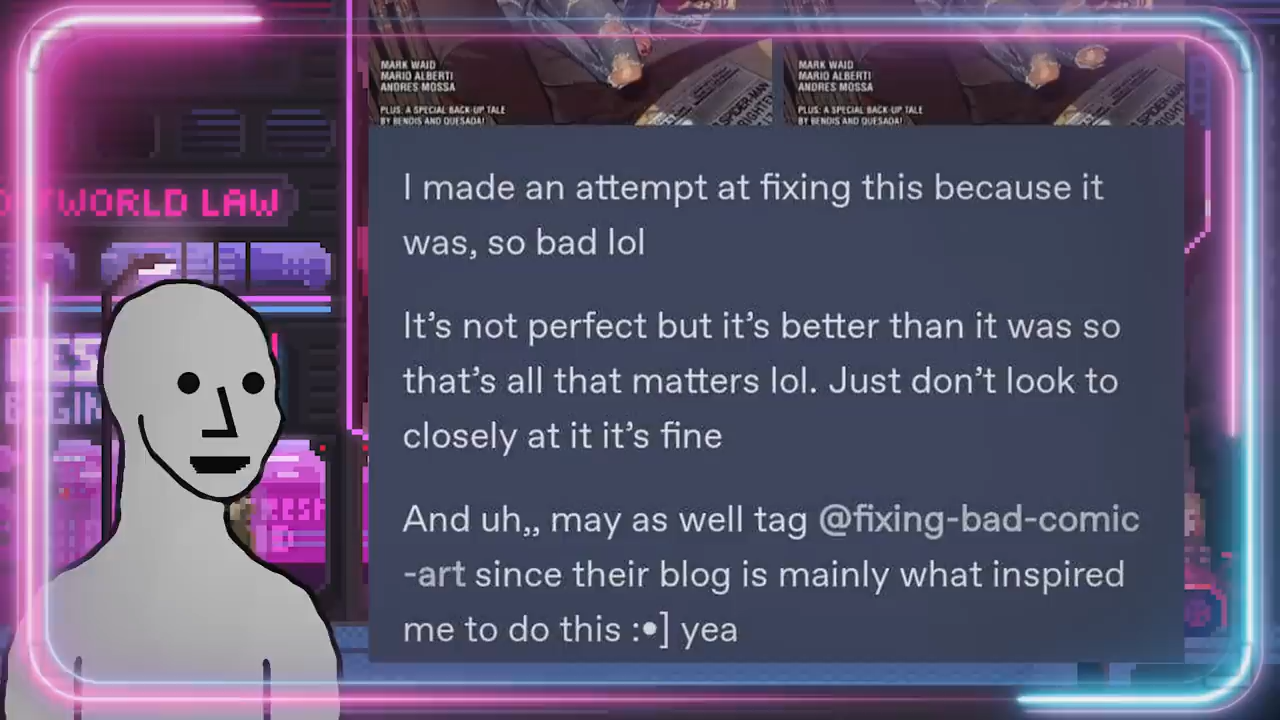 MARK WAID
MARIO ALBERTI
ANDRES MOSSA
PLUS: A SPECIAL BACK-UP TALE
BY BENDIS AND QUESADA!
SPIDER-MAN
MARK WAID
MARIO ALBERTI
ANDRES MOSSA
PLUS: A SPECIAL BACK-UP TALE
BY BENDIS AND QUESADA!
WORLD LAW
I made an attempt at fixing this because it
was, so bad lol
It’s not perfect but it’s better than it was so
that’s all that matters lol. Just don’t look to
closely at it it’s fine
And uh,, may as well tag @fixing-bad-comic
-art since their blog is mainly what inspired
me to do this :•] yea